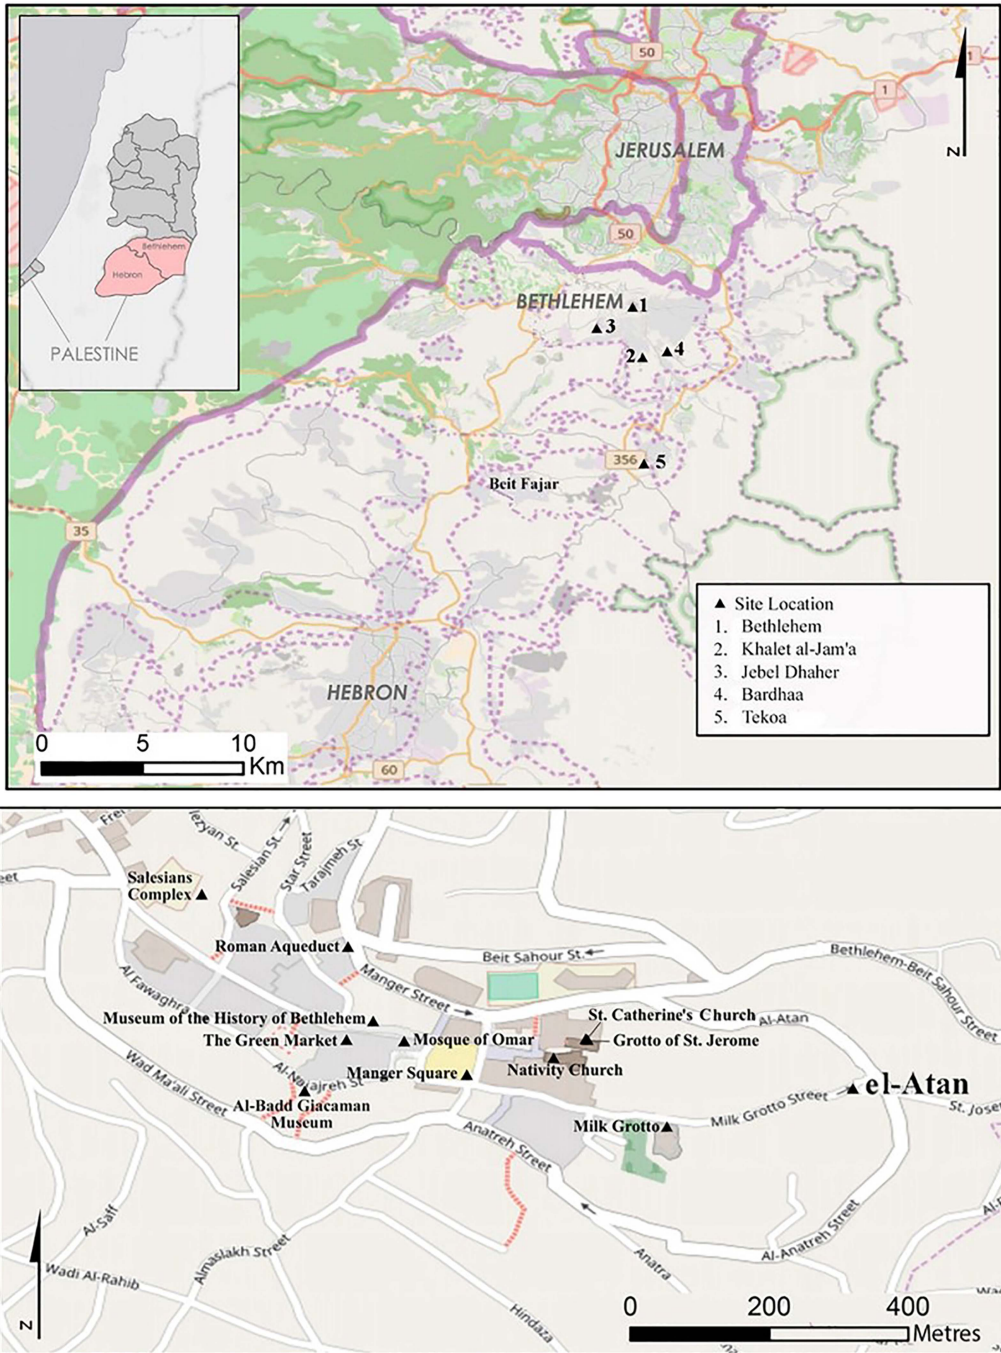 50
1
1
N
JERUSALEM
Bethlehem
Hebron
50
BETHLEHEM
1
3
PALESTINE
2
4
356
5
Beit Fajar
35
Site Location
1. Bethlehem
2. Khalet al-Jam'a
3. Jebel Dhaher
4. Bardhaa
5. Tekoa
HEBRON
0 5 10
Km
60
Salesian St.
Star Street
Tarajmeh St.
Salesians
Complex
Roman Aqueduct
Beit Sahour St.
Bethlehem-Beit Sahour Street
Al Fawaghra
Manger Street
Museum of the History of Bethlehem
St. Catherine's Church
Al-Atan
The Green Market
Mosque of Omar
Grotto of St. Jerome
Manger Square
Nativity Church
Wad Ma'ali Street
el-Atan
Al-Badd Giacaman
Museum
Milk Grotto Street
Milk Grotto
Anatreh Street
Al-Saff
Almaslakh Street
Al-Anatreh Street
Anatra
Wadi Al-Rahib
Hindaza
N
0 200 400
Metres